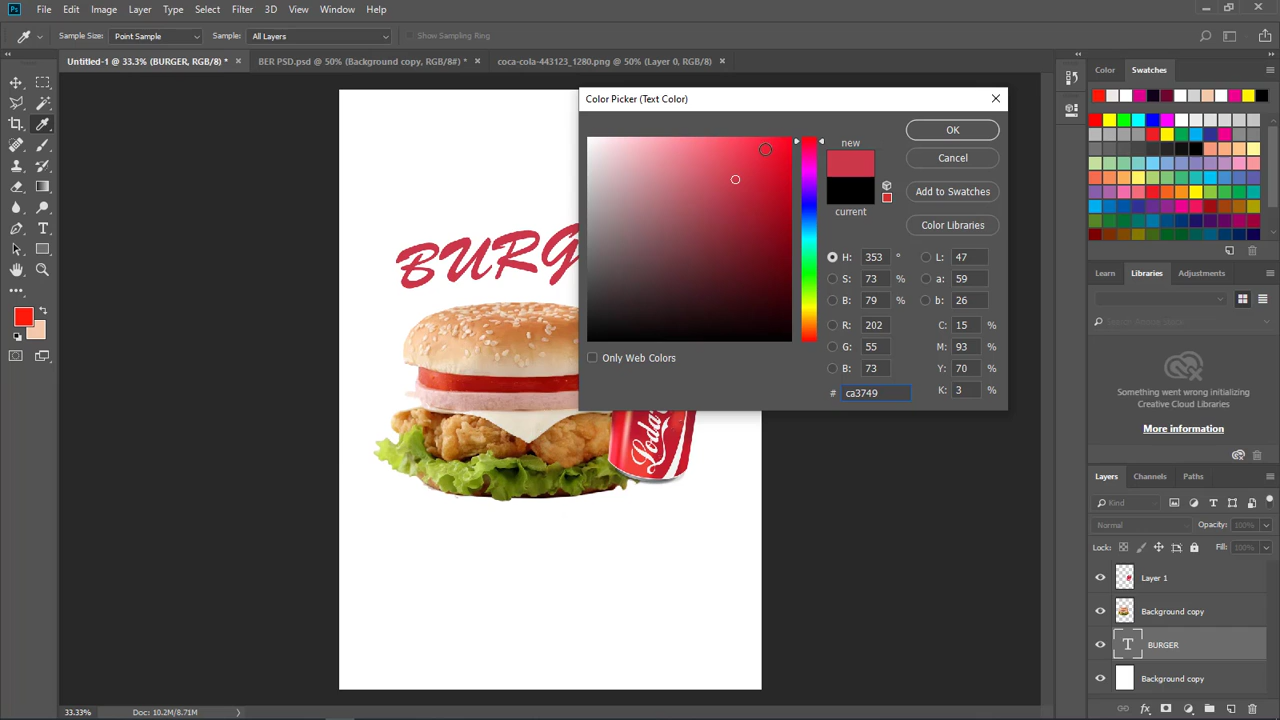 Ps File Edit Image Layer Type Select Filter 3D View Window Help
Sample Size: Point Sample Sample: All Layers Show Sampling Ring
Untitled-1 @ 33.3% (BURGER, RGB/8) * BER PSD.psd @ 50% (Background copy, RGB/8#) * coca-cola-443123_1280.png @ 50% (Layer 0, RGB/8)
Color Swatches
Color Picker (Text Color)
OK
new
Cancel
Add to Swatches
current
Color Libraries
H: 353 ° L: 47
S: 73 % a: 59
B: 79 % b: 26
R: 202 C: 15 %
G: 55 M: 93 %
B: 73 Y: 70 %
# ca3749 K: 3 %
Only Web Colors
BURG
Loda
Learn Libraries Adjustments
Something went wrong initializing
Creative Cloud Libraries
More information
Layers Channels Paths
Kind
Normal Opacity: 100%
Lock: Fill: 100%
Layer 1
Background copy
T BURGER
Background copy
33.33% Doc: 10.2M/8.71M